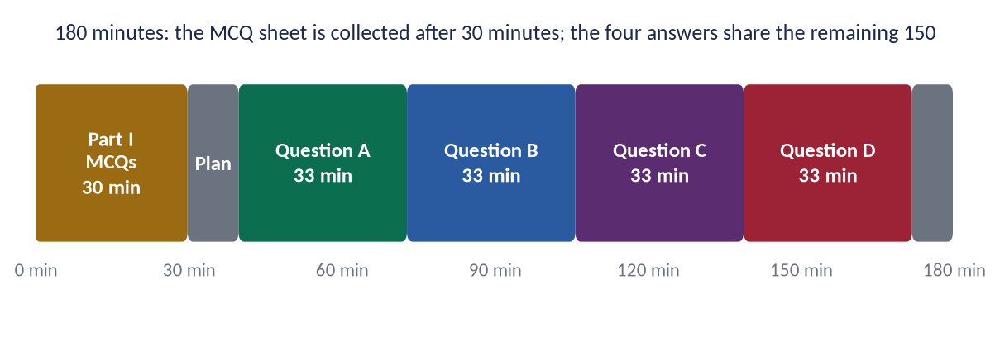 180 minutes: the MCQ sheet is collected after 30 minutes; the four answers share the remaining 150
Part I
MCQs
30 min
Plan
Question A
33 min
Question B
33 min
Question C
33 min
Question D
33 min
0 min
30 min
60 min
90 min
120 min
150 min
180 min